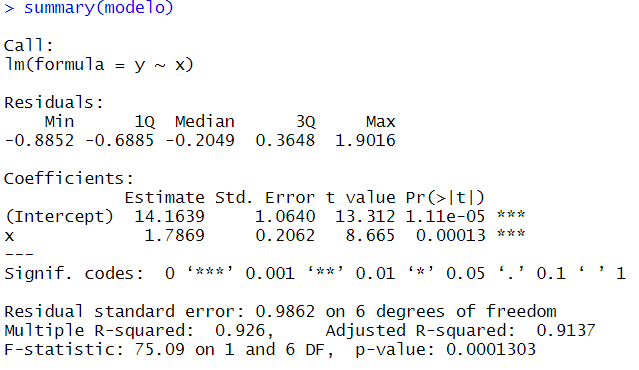 > summary(modelo)
Call:
lm(formula = y ~ x)
Residuals:
    Min      1Q  Median      3Q     Max
-0.8852 -0.6885 -0.2049  0.3648  1.9016
Coefficients:
            Estimate Std. Error t value Pr(>|t|)
(Intercept)  14.1639     1.0640  13.312 1.11e-05 ***
x             1.7869     0.2062   8.665  0.00013 ***
---
Signif. codes:  0 ‘***’ 0.001 ‘**’ 0.01 ‘*’ 0.05 ‘.’ 0.1 ‘ ’ 1
Residual standard error: 0.9862 on 6 degrees of freedom
Multiple R-squared:  0.926,     Adjusted R-squared:  0.9137
F-statistic: 75.09 on 1 and 6 DF,  p-value: 0.0001303